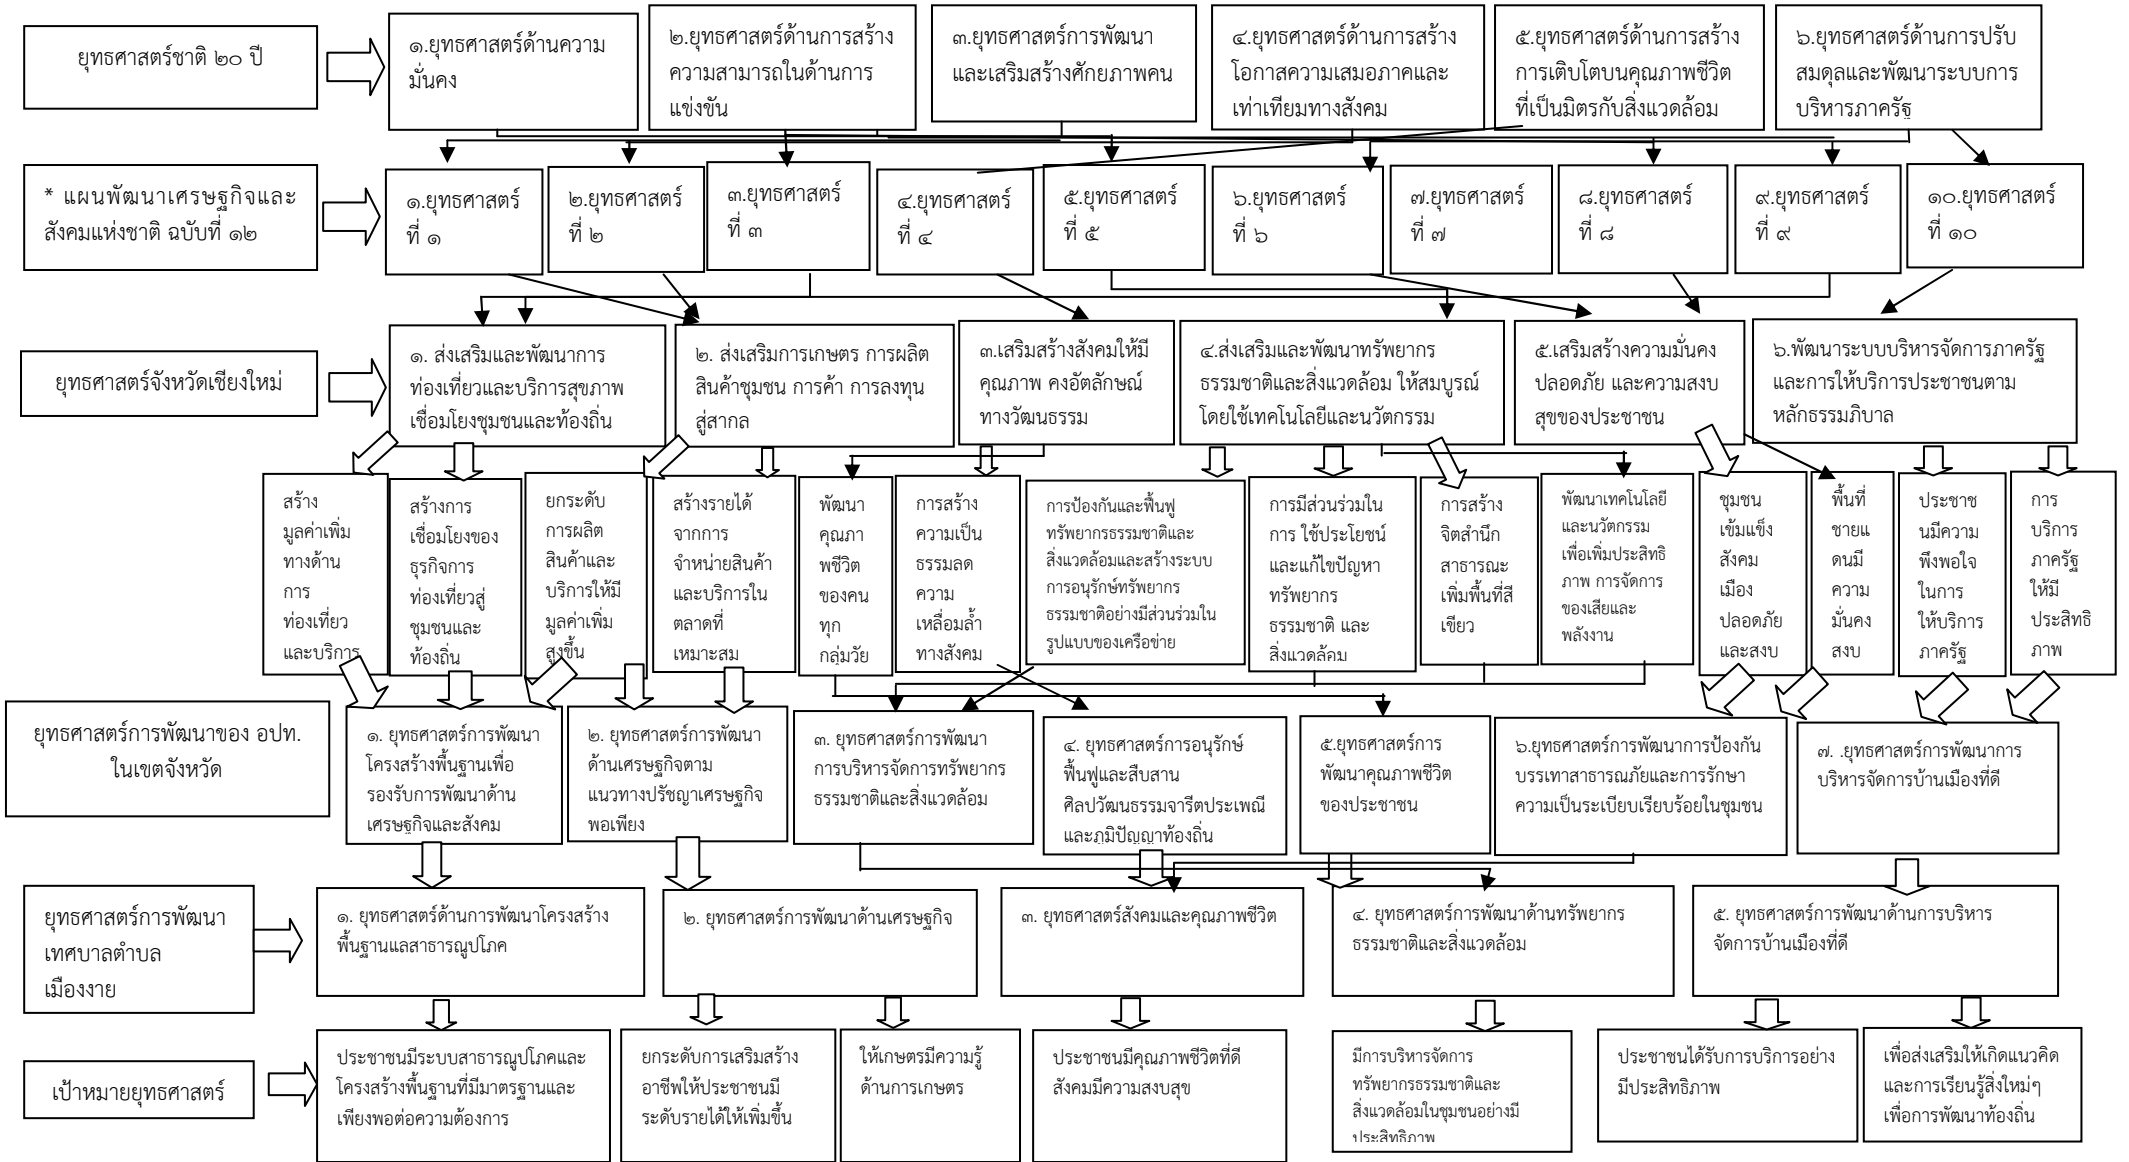 ยุทธศาสตร์ชาติ ๒๐ ปี
๑.ยุทธศาสตร์ด้านความ
มั่นคง
๒.ยุทธศาสตร์ด้านการสร้าง
ความสามารถในด้านการ
แข่งขัน
๓.ยุทธศาสตร์การพัฒนา
และเสริมสร้างศักยภาพคน
๔.ยุทธศาสตร์ด้านการสร้าง
โอกาสความเสมอภาคและ
เท่าเทียมทางสังคม
๕.ยุทธศาสตร์ด้านการสร้าง
การเติบโตบนคุณภาพชีวิต
ที่เป็นมิตรกับสิ่งแวดล้อม
๖.ยุทธศาสตร์ด้านการปรับ
สมดุลและพัฒนาระบบการ
บริหารภาครัฐ
* แผนพัฒนาเศรษฐกิจและ
สังคมแห่งชาติ ฉบับที่ ๑๒
๑.ยุทธศาสตร์
ที่ ๑
๒.ยุทธศาสตร์
ที่ ๒
๓.ยุทธศาสตร์
ที่ ๓
๔.ยุทธศาสตร์
ที่ ๔
๕.ยุทธศาสตร์
ที่ ๕
๖.ยุทธศาสตร์
ที่ ๖
๗.ยุทธศาสตร์
ที่ ๗
๘.ยุทธศาสตร์
ที่ ๘
๙.ยุทธศาสตร์
ที่ ๙
๑๐.ยุทธศาสตร์
ที่ ๑๐
ยุทธศาสตร์จังหวัดเชียงใหม่
๑. ส่งเสริมและพัฒนาการ
ท่องเที่ยวและบริการสุขภาพ
เชื่อมโยงชุมชนและท้องถิ่น
๒. ส่งเสริมการเกษตร การผลิต
สินค้าชุมชน การค้า การลงทุน
สู่สากล
๓.เสริมสร้างสังคมให้มี
คุณภาพ คงอัตลักษณ์
ทางวัฒนธรรม
๔.ส่งเสริมและพัฒนาทรัพยากร
ธรรมชาติและสิ่งแวดล้อม ให้สมบูรณ์
โดยใช้เทคโนโลยีและนวัตกรรม
๕.เสริมสร้างความมั่นคง
ปลอดภัย และความสงบ
สุขของประชาชน
๖.พัฒนาระบบบริหารจัดการภาครัฐ
และการให้บริการประชาชนตาม
หลักธรรมภิบาล
สร้าง
มูลค่าเพิ่ม
ทางด้าน
การ
ท่องเที่ยว
และบริการ
สร้างการ
เชื่อมโยงของ
ธุรกิจการ
ท่องเที่ยวสู่
ชุมชนและ
ท้องถิ่น
ยกระดับ
การผลิต
สินค้าและ
บริการให้มี
มูลค่าเพิ่ม
สูงขึ้น
สร้างรายได้
จากการ
จำหน่ายสินค้า
และบริการใน
ตลาดที่
เหมาะสม
พัฒนา
คุณภา
พชีวิต
ของคน
ทุก
กลุ่มวัย
การสร้าง
ความเป็น
ธรรมลด
ความ
เหลื่อมล้ำ
ทางสังคม
การป้องกันและฟื้นฟู
ทรัพยากรธรรมชาติและ
สิ่งแวดล้อมและสร้างระบบ
การอนุรักษ์ทรัพยากร
ธรรมชาติอย่างมีส่วนร่วมใน
รูปแบบของเครือข่าย
การมีส่วนร่วมใน
การ ใช้ประโยชน์
และแก้ไขปัญหา
ทรัพยากร
ธรรมชาติ และ
สิ่งแวดล้อม
การสร้าง
จิตสำนึก
สาธารณะ
เพิ่มพื้นที่สี
เขียว
พัฒนาเทคโนโลยี
และนวัตกรรม
เพื่อเพิ่มประสิทธิ
ภาพ การจัดการ
ของเสียและ
พลังงาน
ชุมชน
เข้มแข็ง
สังคม
เมือง
ปลอดภัย
และสงบ
พื้นที่
ชายแ
ดนมี
ความ
มั่นคง
สงบ
ประชาช
นมีความ
พึงพอใจ
ในการ
ให้บริการ
ภาครัฐ
การ
บริการ
ภาครัฐ
ให้มี
ประสิทธิ
ภาพ
ยุทธศาสตร์การพัฒนาของ อปท.
ในเขตจังหวัด
๑. ยุทธศาสตร์การพัฒนา
โครงสร้างพื้นฐานเพื่อ
รองรับการพัฒนาด้าน
เศรษฐกิจและสังคม
๒. ยุทธศาสตร์การพัฒนา
ด้านเศรษฐกิจตาม
แนวทางปรัชญาเศรษฐกิจ
พอเพียง
๓. ยุทธศาสตร์การพัฒนา
การบริหารจัดการทรัพยากร
ธรรมชาติและสิ่งแวดล้อม
๔. ยุทธศาสตร์การอนุรักษ์
ฟื้นฟูและสืบสาน
ศิลปวัฒนธรรมจารีตประเพณี
และภูมิปัญญาท้องถิ่น
๕.ยุทธศาสตร์การ
พัฒนาคุณภาพชีวิต
ของประชาชน
๖.ยุทธศาสตร์การพัฒนาการป้องกัน
บรรเทาสาธารณภัยและการรักษา
ความเป็นระเบียบเรียบร้อยในชุมชน
๗. .ยุทธศาสตร์การพัฒนาการ
บริหารจัดการบ้านเมืองที่ดี
ยุทธศาสตร์การพัฒนา
เทศบาลตำบล
เมืองงาย
๑. ยุทธศาสตร์ด้านการพัฒนาโครงสร้าง
พื้นฐานแลสาธารณูปโภค
๒. ยุทธศาสตร์การพัฒนาด้านเศรษฐกิจ
๓. ยุทธศาสตร์สังคมและคุณภาพชีวิต
๔. ยุทธศาสตร์การพัฒนาด้านทรัพยากร
ธรรมชาติและสิ่งแวดล้อม
๕. ยุทธศาสตร์การพัฒนาด้านการบริหาร
จัดการบ้านเมืองที่ดี
เป้าหมายยุทธศาสตร์
ประชาชนมีระบบสาธารณูปโภคและ
โครงสร้างพื้นฐานที่มีมาตรฐานและ
เพียงพอต่อความต้องการ
ยกระดับการเสริมสร้าง
อาชีพให้ประชาชนมี
ระดับรายได้ให้เพิ่มขึ้น
ให้เกษตรมีความรู้
ด้านการเกษตร
ประชาชนมีคุณภาพชีวิตที่ดี
สังคมมีความสงบสุข
มีการบริหารจัดการ
ทรัพยากรธรรมชาติและ
สิ่งแวดล้อมในชุมชนอย่างมี
ประสิทธิภาพ
ประชาชนได้รับการบริการอย่าง
มีประสิทธิภาพ
เพื่อส่งเสริมให้เกิดแนวคิด
และการเรียนรู้สิ่งใหม่ๆ
เพื่อการพัฒนาท้องถิ่น